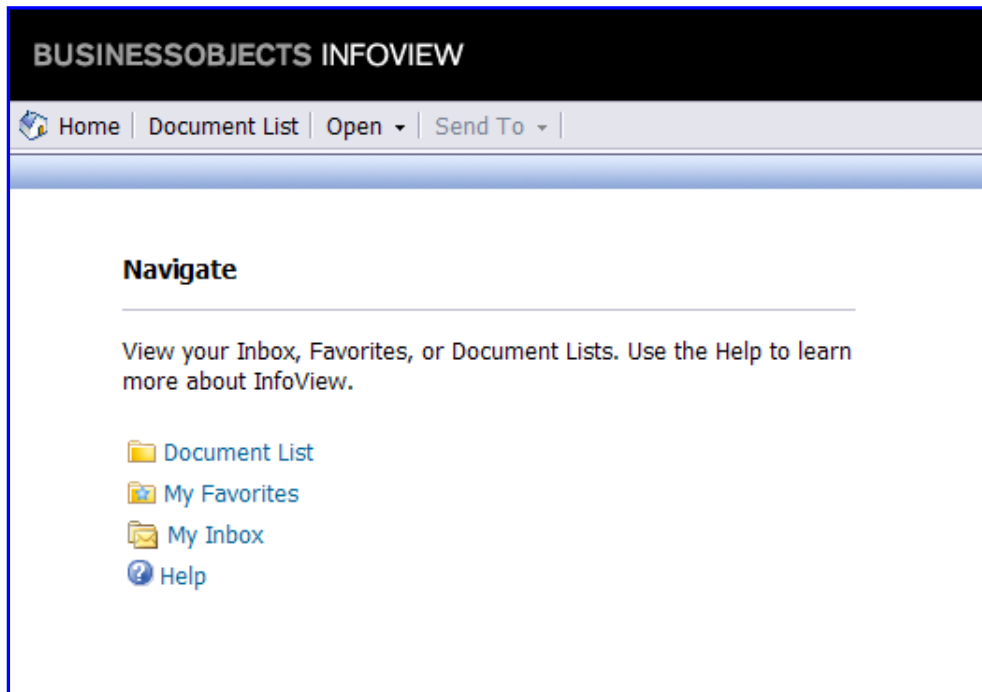 BUSINESSOBJECTS INFOVIEW
Home Document List Open Send To
Navigate
View your Inbox, Favorites, or Document Lists. Use the Help to learn
more about InfoView.
Document List
My Favorites
My Inbox
Help